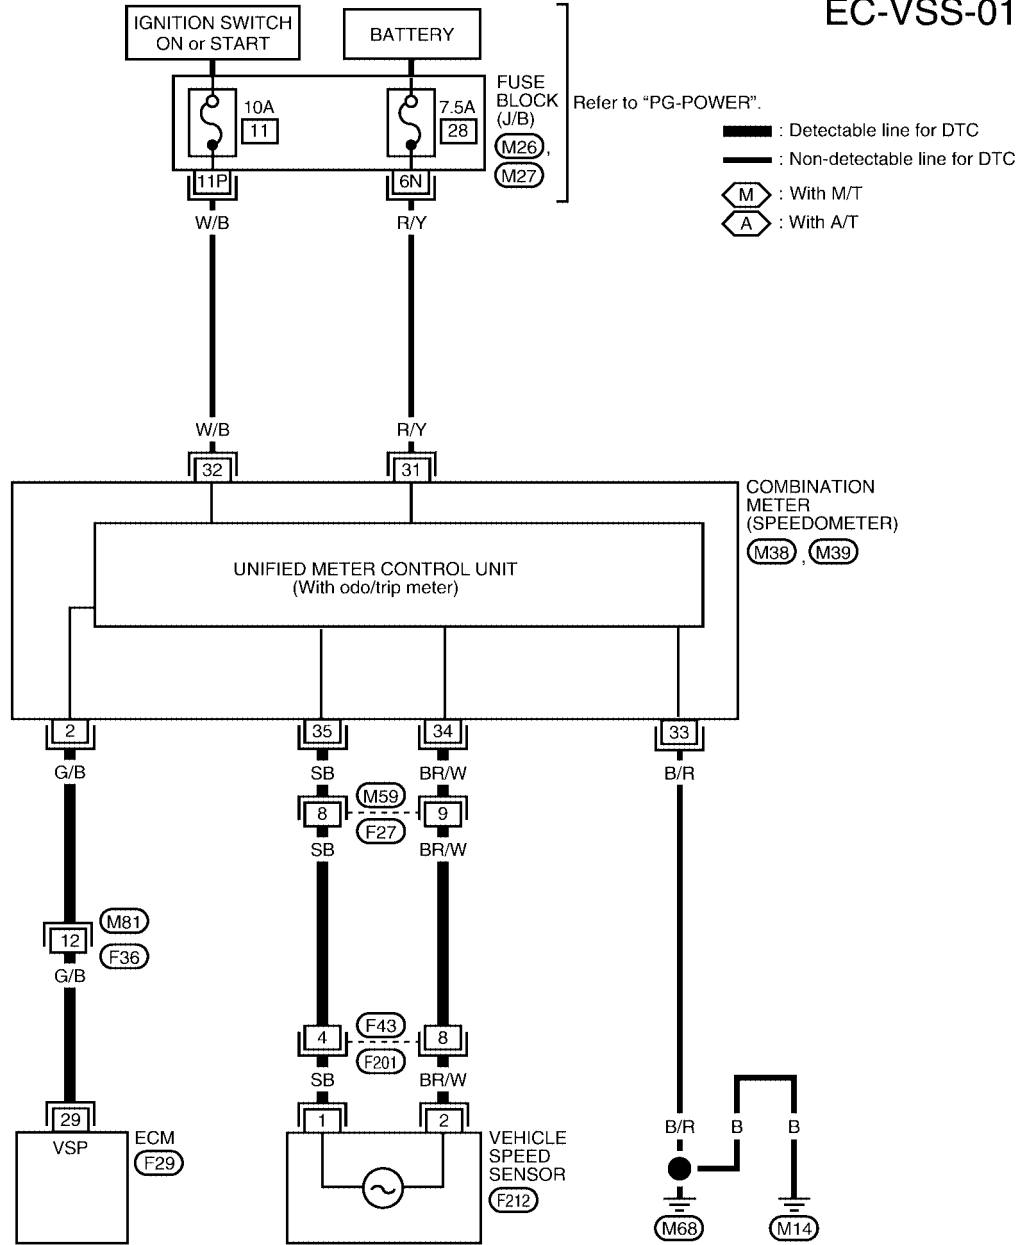 EC-VSS-01
IGNITION SWITCH
ON or START
BATTERY
10A
11
7.5A
28
FUSE
BLOCK
(J/B)
M26 ,
M27
Refer to “PG-POWER”.
: Detectable line for DTC
: Non-detectable line for DTC
M : With M/T
A : With A/T
11P
6N
W/B
R/Y
W/B
R/Y
32
31
COMBINATION
METER
(SPEEDOMETER)
M38 , M39
UNIFIED METER CONTROL UNIT
(With odo/trip meter)
2
35
34
33
G/B
SB
BR/W
B/R
8
M59
F27
9
SB
BR/W
12
M81
F36
G/B
4
F43
F201
8
SB
BR/W
29
1
2
B/R
B
B
VSP
ECM
F29
VEHICLE
SPEED
SENSOR
F212
M68
M14